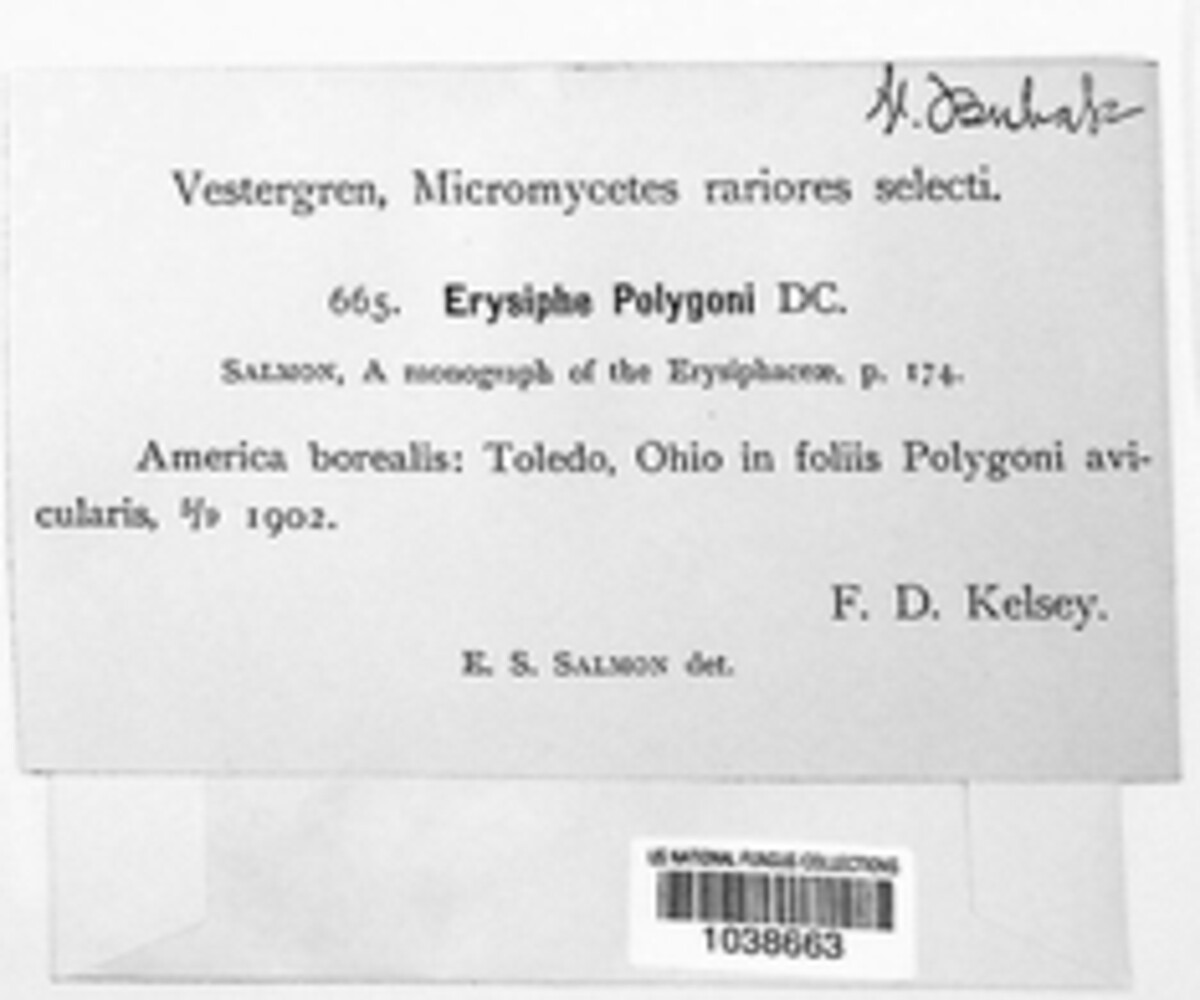 Vestergren, Micromycetes rariores selecti.
665. Erysiphe Polygoni DC.
SALMON, A monograph of the Erysiphaceæ, p. 174.
America borealis: Toledo, Ohio in foliis Polygoni avi-
cularis, 1902.
F. D. Kelsey.
E. S. SALMON det.
US NATIONAL FUNGUS COLLECTIONS
1038663